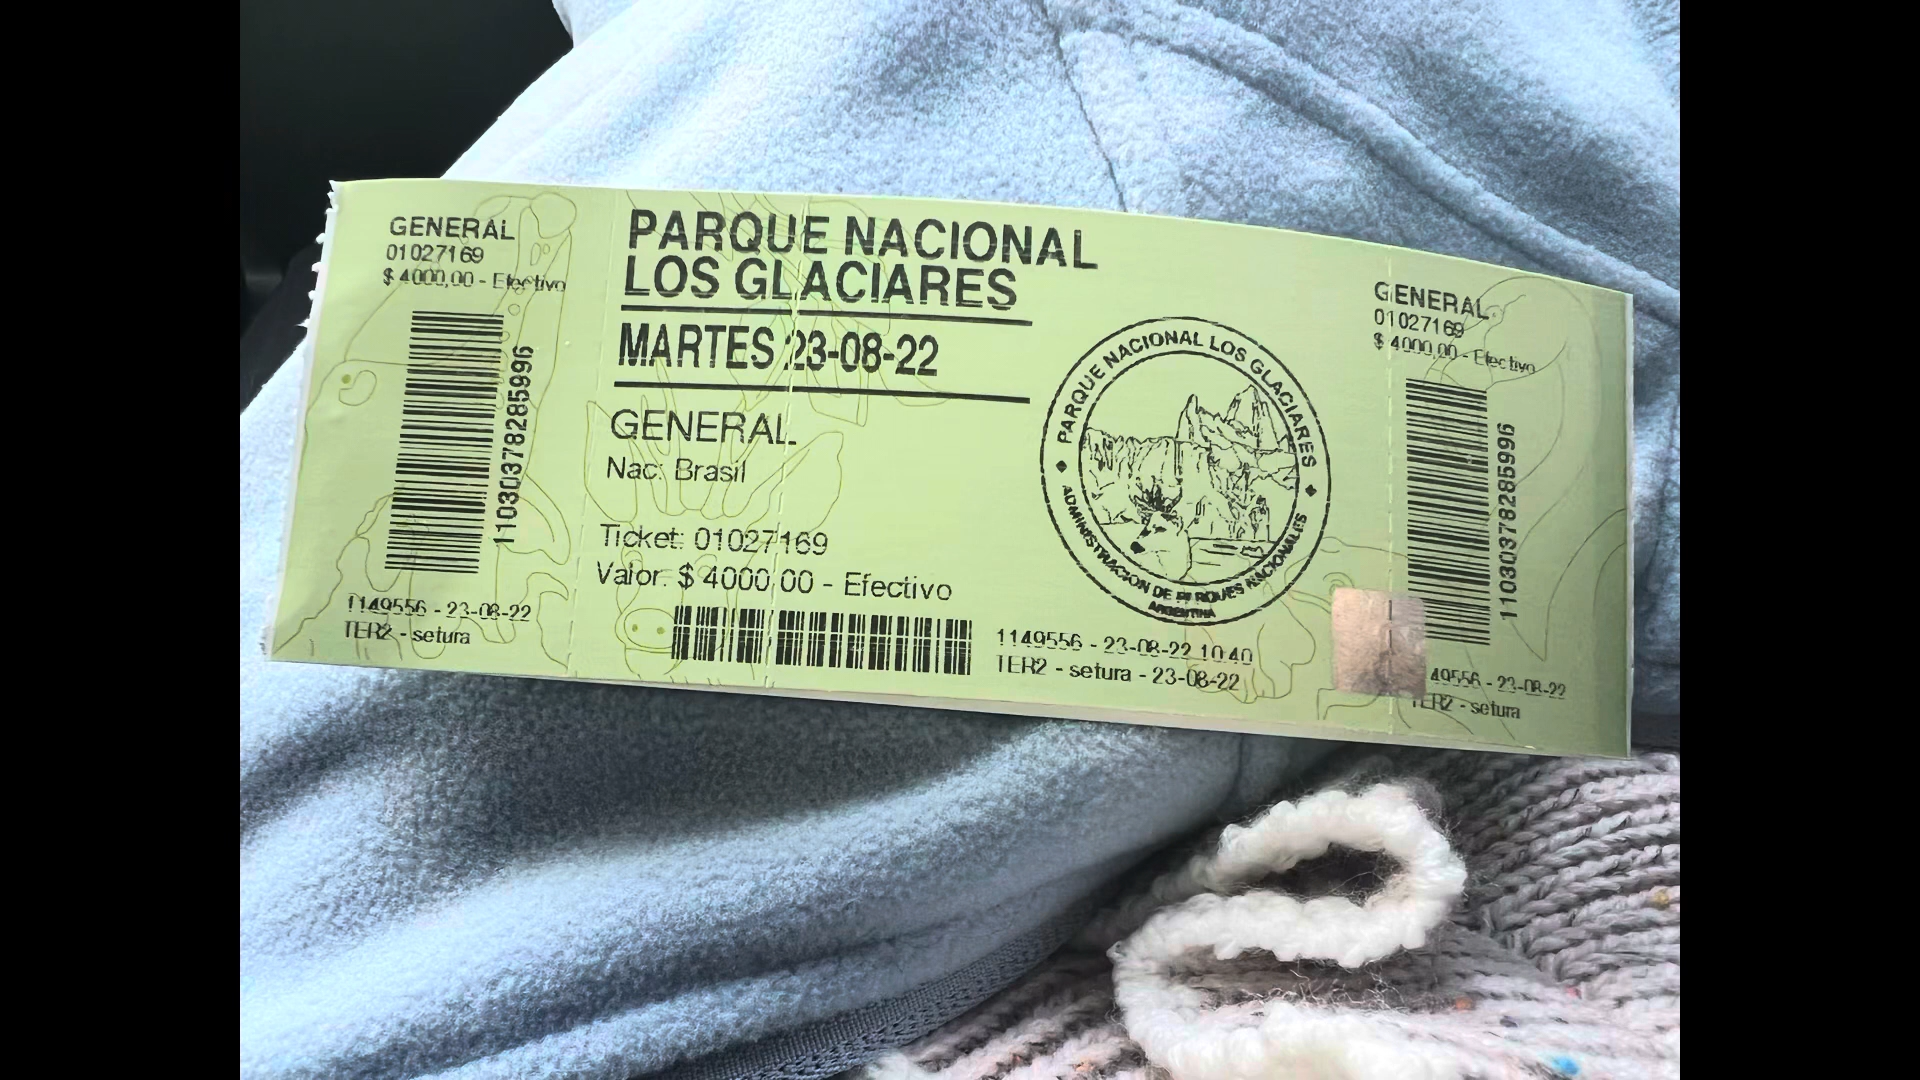 GENERAL
01027169
$ 4000,00 - Efectivo
110303378285996
1149556 - 23-08-22
TER2 - setura
PARQUE NACIONAL
LOS GLACIARES
MARTES 23-08-22
GENERAL
Nac: Brasil
Ticket: 01027169
Valor: $ 4000,00 - Efectivo
1149556 - 23-08-22 10:40
TER2 - setura - 23-08-22
PARQUE NACIONAL LOS GLACIARES
ADMINISTRACION DE PARQUES NACIONALES
ARGENTINA
GENERAL
01027169
$ 4000,00 - Efectivo
110303378285996
49556 - 23-08-22
TER2 - setura